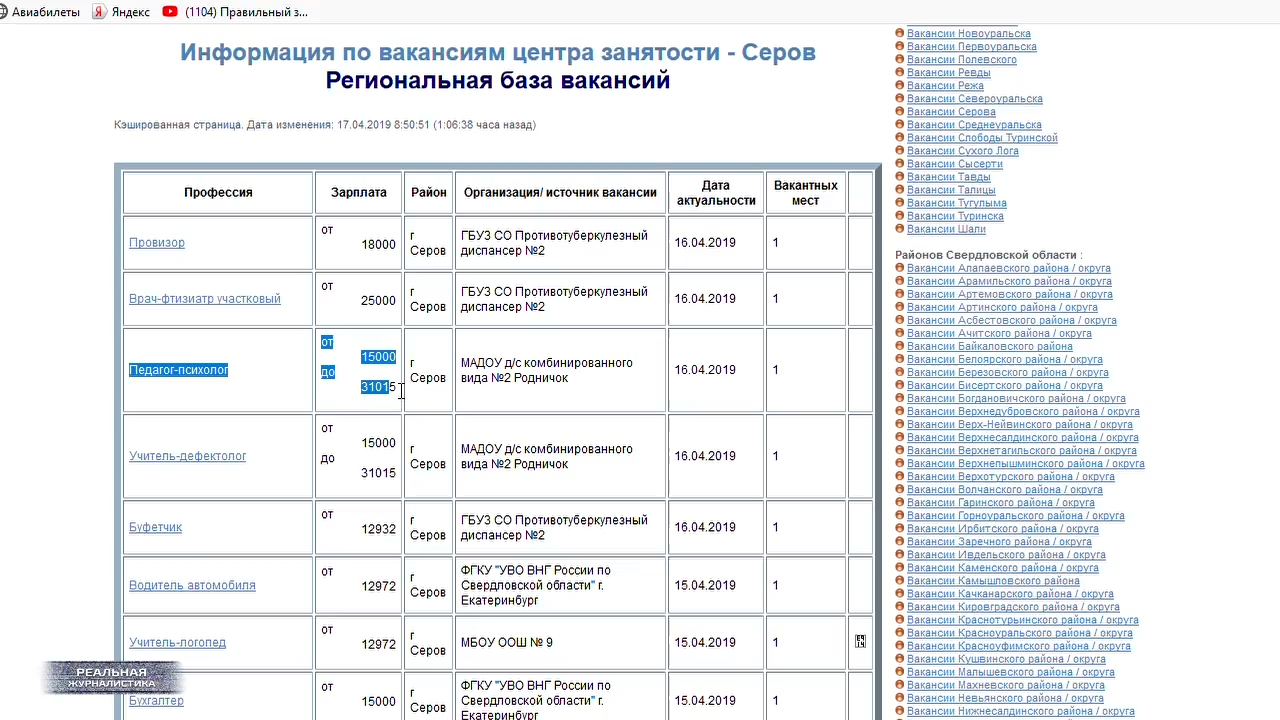 Авиабилеты
Яндекс
(1104) Правильный з...
Информация по вакансиям центра занятости - Серов
Региональная база вакансий
Кэшированная страница. Дата изменения: 17.04.2019 8:50:51 (1:06:38 часа назад)
Профессия
Зарплата
Район
Организация/ источник вакансии
Дата
актуальности
Вакантных
мест
Провизор
от
18000
г
Серов
ГБУЗ СО Противотуберкулезный
диспансер №2
16.04.2019
1
Врач-фтизиатр участковый
от
25000
г
Серов
ГБУЗ СО Противотуберкулезный
диспансер №2
16.04.2019
1
Педагог-психолог
от
15000
до
31015
г
Серов
МАДОУ д/с комбинированного
вида №2 Родничок
16.04.2019
1
Учитель-дефектолог
от
15000
до
31015
г
Серов
МАДОУ д/с комбинированного
вида №2 Родничок
16.04.2019
1
Буфетчик
от
12932
г
Серов
ГБУЗ СО Противотуберкулезный
диспансер №2
16.04.2019
1
Водитель автомобиля
от
12972
г
Серов
ФГКУ "УВО ВНГ России по
Свердловской области" г.
Екатеринбург
15.04.2019
1
Учитель-логопед
от
12972
г
Серов
МБОУ ООШ № 9
15.04.2019
1
Бухгалтер
от
15000
г
Серов
ФГКУ "УВО ВНГ России по
Свердловской области" г.
Екатеринбург
15.04.2019
1
Вакансии Новоуральска
Вакансии Первоуральска
Вакансии Полевского
Вакансии Ревды
Вакансии Режа
Вакансии Североуральска
Вакансии Серова
Вакансии Среднеуральска
Вакансии Слободы Туринской
Вакансии Сухого Лога
Вакансии Сысерти
Вакансии Тавды
Вакансии Талицы
Вакансии Тугулыма
Вакансии Туринска
Вакансии Шали
Районов Свердловской области :
Вакансии Алапаевского района / округа
Вакансии Арамильского района / округа
Вакансии Артемовского района / округа
Вакансии Артинского района / округа
Вакансии Асбестовского района / округа
Вакансии Ачитского района / округа
Вакансии Байкаловского района
Вакансии Белоярского района / округа
Вакансии Березовского района / округа
Вакансии Бисертского района / округа
Вакансии Богдановичского района / округа
Вакансии Верхнедубровского района / округа
Вакансии Верх-Нейвинского района / округа
Вакансии Верхнесалдинского района / округа
Вакансии Верхнетагильского района / округа
Вакансии Верхнепышминского района / округа
Вакансии Верхотурского района / округа
Вакансии Волчанского района / округа
Вакансии Гаринского района / округа
Вакансии Горноуральского района / округа
Вакансии Ирбитского района / округа
Вакансии Заречного района / округа
Вакансии Ивдельского района / округа
Вакансии Каменского района / округа
Вакансии Камышловского района
Вакансии Качканарского района / округа
Вакансии Кировградского района / округа
Вакансии Краснотурьинского района / округа
Вакансии Красноуральского района / округа
Вакансии Красноуфимского района / округа
Вакансии Кушвинского района / округа
Вакансии Малышевского района / округа
Вакансии Махневского района / округа
Вакансии Невьянского района / округа
Вакансии Нижнесалдинского района / округа
РЕАЛЬНАЯ
ЖУРНАЛИСТИКА